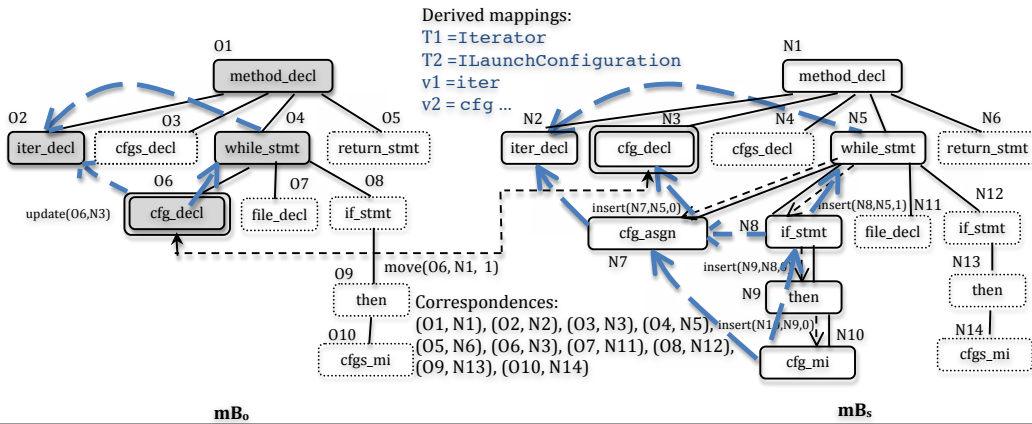 Derived mappings:
T1 =Iterator
T2 =ILaunchConfiguration
v1 =iter
v2 = cfg ...
O1
method_decl
O2
O3
O4
O5
iter_decl
cfgs_decl
while_stmt
return_stmt
O6
O7
O8
update(O6,N3)
cfg_decl
file_decl
if_stmt
move(O6, N1, 1)
O9
then
O10
cfgs_mi
mBo
Correspondences:
(O1, N1), (O2, N2), (O3, N3), (O4, N5),
(O5, N6), (O6, N3), (O7, N11), (O8, N12),
(O9, N13), (O10, N14)
N1
method_decl
N2
N3
N4
N5
N6
iter_decl
cfg_decl
cfgs_decl
while_stmt
return_stmt
insert(N7,N5,0)
insert(N8,N5,1)
N11
N12
cfg_asgn
N7
N8
if_stmt
file_decl
if_stmt
insert(N9,N8,0)
N13
N9
then
then
insert(N10,N9,0)
N10
N14
cfg_mi
cfgs_mi
mBs